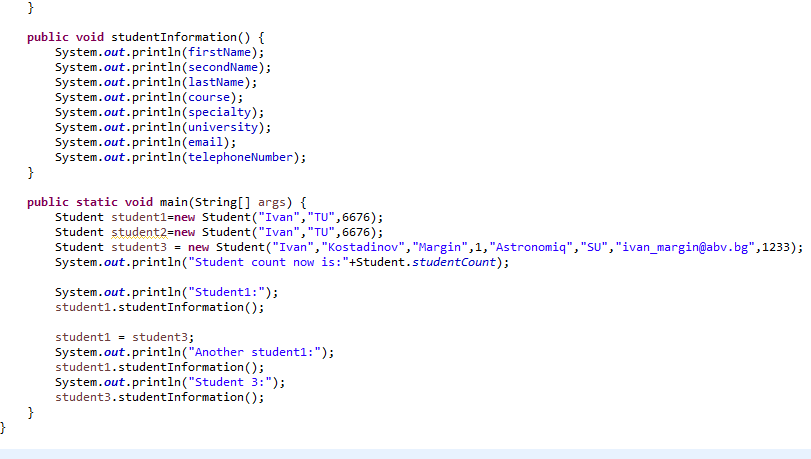 }
public void studentInformation() {
System.out.println(firstName);
System.out.println(secondName);
System.out.println(lastName);
System.out.println(course);
System.out.println(specialty);
System.out.println(university);
System.out.println(email);
System.out.println(telephoneNumber);
}
public static void main(String[] args) {
Student student1=new Student("Ivan","TU",6676);
Student student2=new Student("Ivan","TU",6676);
Student student3 = new Student("Ivan","Kostadinov","Margin",1,"Astronomiq","SU","ivan_margin@abv.bg",1233);
System.out.println("Student count now is:"+Student.studentCount);
System.out.println("Student1:");
student1.studentInformation();
student1 = student3;
System.out.println("Another student1:");
student1.studentInformation();
System.out.println("Student 3:");
student3.studentInformation();
}
}